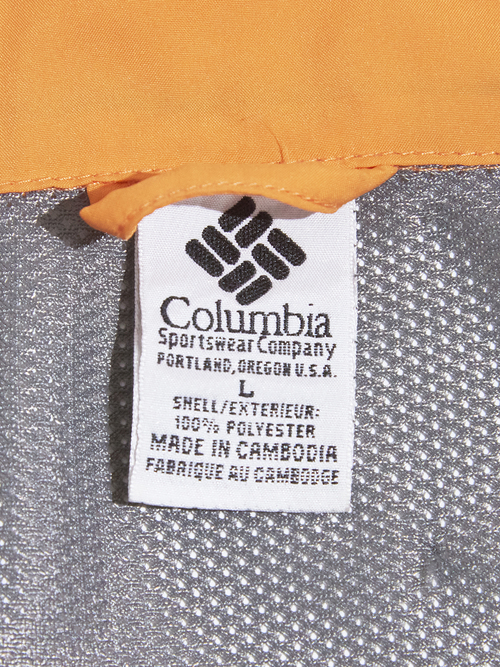 Columbia
Sportswear Company
PORTLAND, OREGON U.S.A.
L
SHELL/EXTERIEUR:
100% POLYESTER
MADE IN CAMBODIA
FABRIQUE AU CAMBODGE